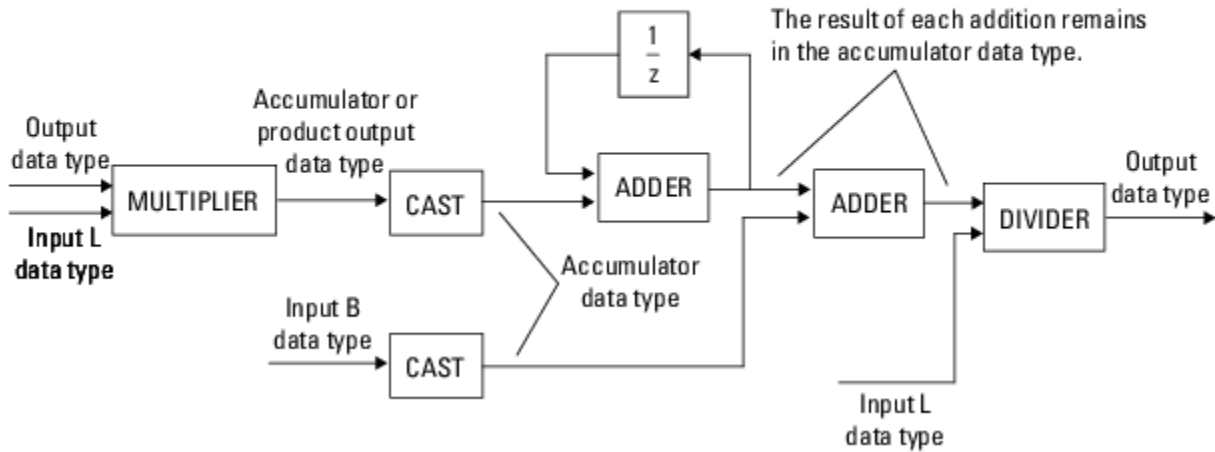 The result of each addition remains
in the accumulator data type.
1
z
Accumulator or
product output
data type
Output
data type
MULTIPLIER
Input L
data type
CAST
ADDER
ADDER
DIVIDER
Output
data type
Accumulator
data type
Input B
data type
CAST
Input L
data type